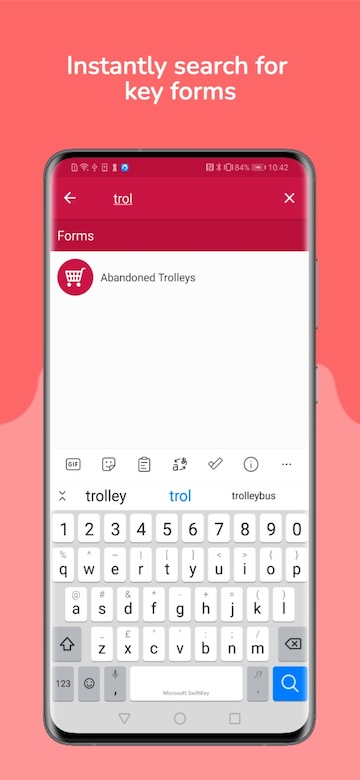 Instantly search for
key forms
84% 10:42
trol
Forms
Abandoned Trolleys
GIF
trolley trol trolleybus
1 2 3 4 5 6 7 8 9 0
% ^ ~ | [ ] < > { }
q w e r t y u i o p
@ # & * - + = ( )
a s d f g h j k l
_ £ " ' : ; /
z x c v b n m
123 , Microsoft SwiftKey . ,!?